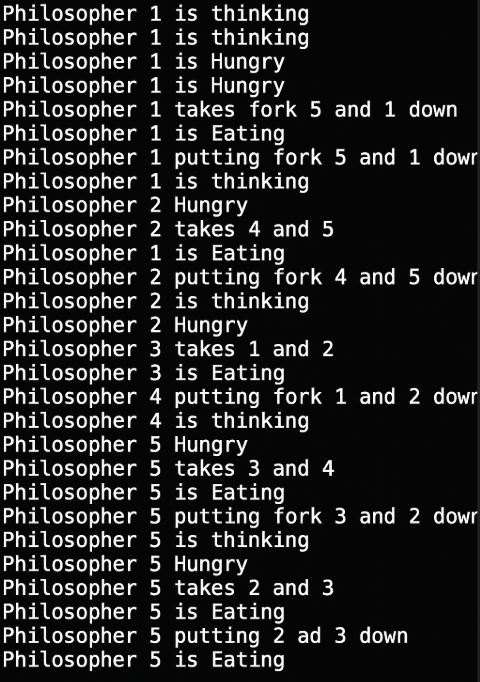 Philosopher 1 is thinking
Philosopher 1 is thinking
Philosopher 1 is Hungry
Philosopher 1 is Hungry
Philosopher 1 takes fork 5 and 1 down
Philosopher 1 is Eating
Philosopher 1 putting fork 5 and 1 down
Philosopher 1 is thinking
Philosopher 2 Hungry
Philosopher 2 takes 4 and 5
Philosopher 1 is Eating
Philosopher 2 putting fork 4 and 5 down
Philosopher 2 is thinking
Philosopher 2 Hungry
Philosopher 3 takes 1 and 2
Philosopher 3 is Eating
Philosopher 4 putting fork 1 and 2 down
Philosopher 4 is thinking
Philosopher 5 Hungry
Philosopher 5 takes 3 and 4
Philosopher 5 is Eating
Philosopher 5 putting fork 3 and 2 down
Philosopher 5 is thinking
Philosopher 5 Hungry
Philosopher 5 takes 2 and 3
Philosopher 5 is Eating
Philosopher 5 putting 2 ad 3 down
Philosopher 5 is Eating